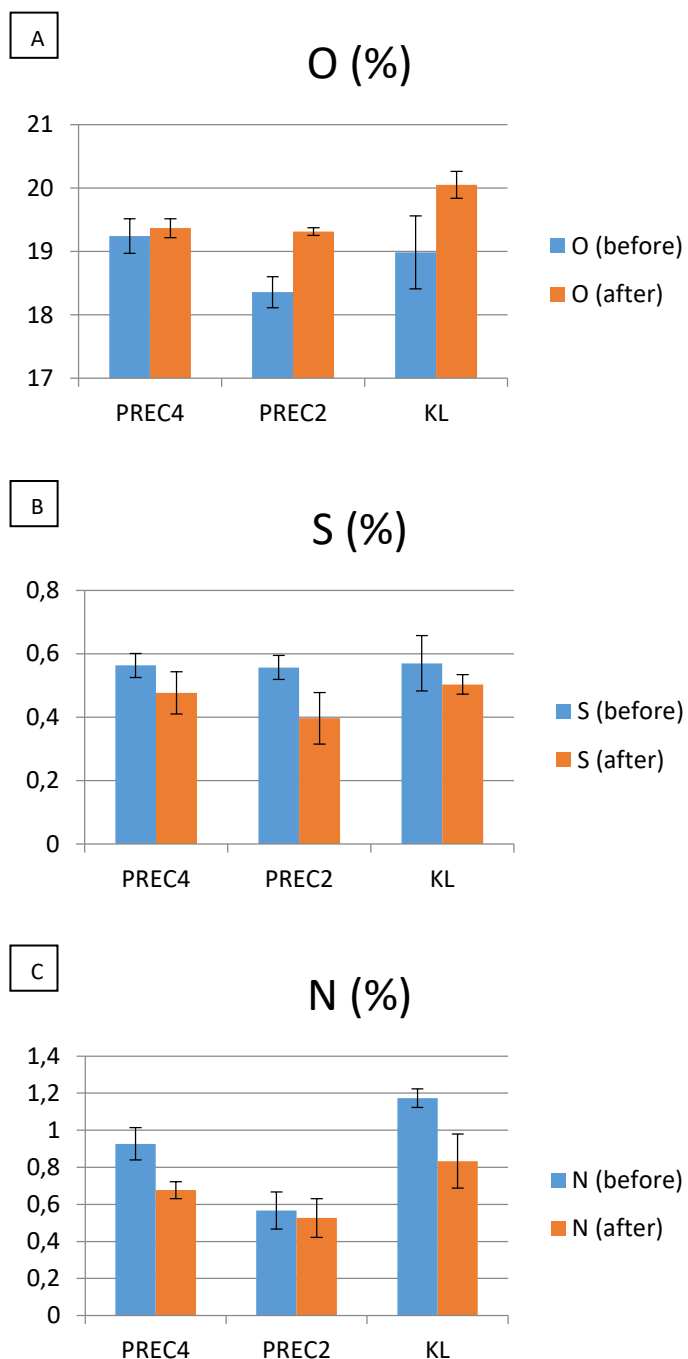 A
O (%)
21
20
19
18
17
PREC4 PREC2 KL
O (before)
O (after)
B
S (%)
0,8
0,6
0,4
0,2
0
PREC4 PREC2 KL
S (before)
S (after)
C
N (%)
1,4
1,2
1
0,8
0,6
0,4
0,2
0
PREC4 PREC2 KL
N (before)
N (after)